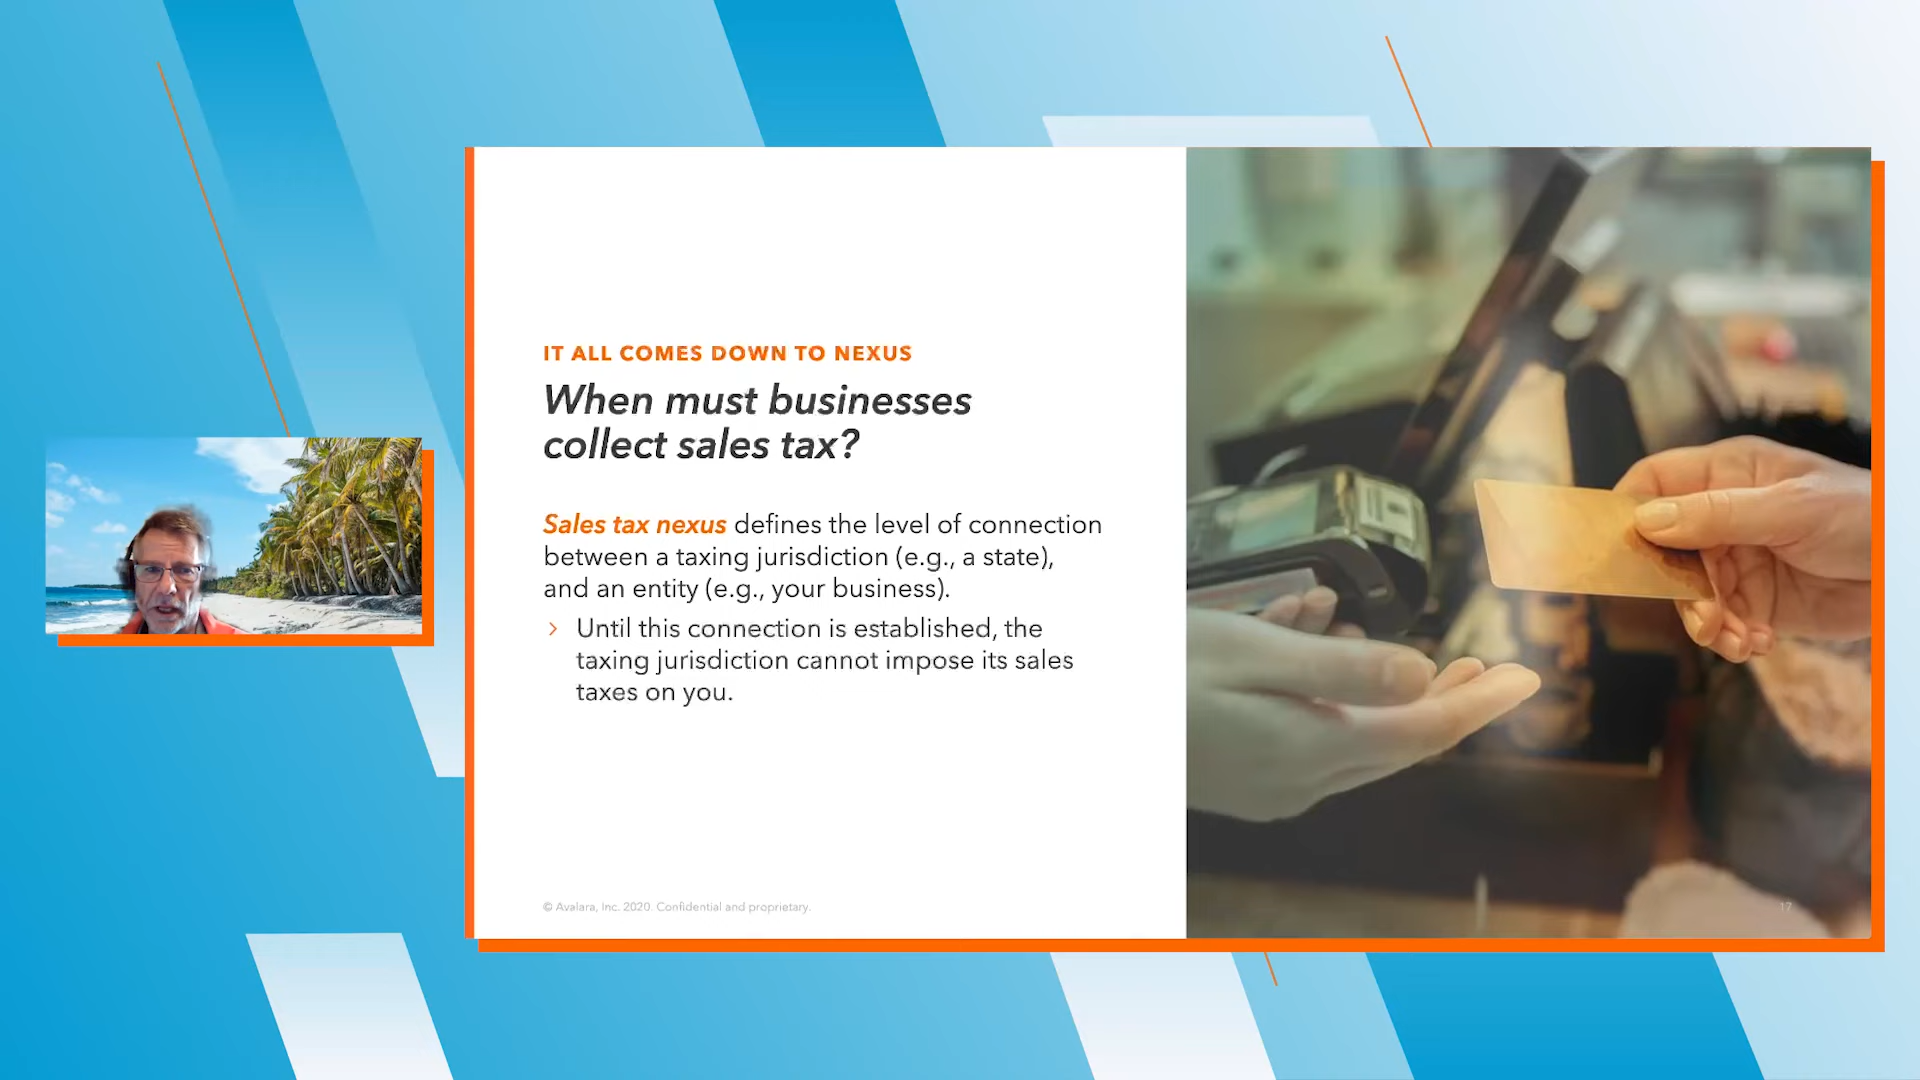 IT ALL COMES DOWN TO NEXUS
When must businesses
collect sales tax?
Sales tax nexus defines the level of connection
between a taxing jurisdiction (e.g., a state),
and an entity (e.g., your business).
› Until this connection is established, the
taxing jurisdiction cannot impose its sales
taxes on you.
© Avalara, Inc. 2020. Confidential and proprietary.
17